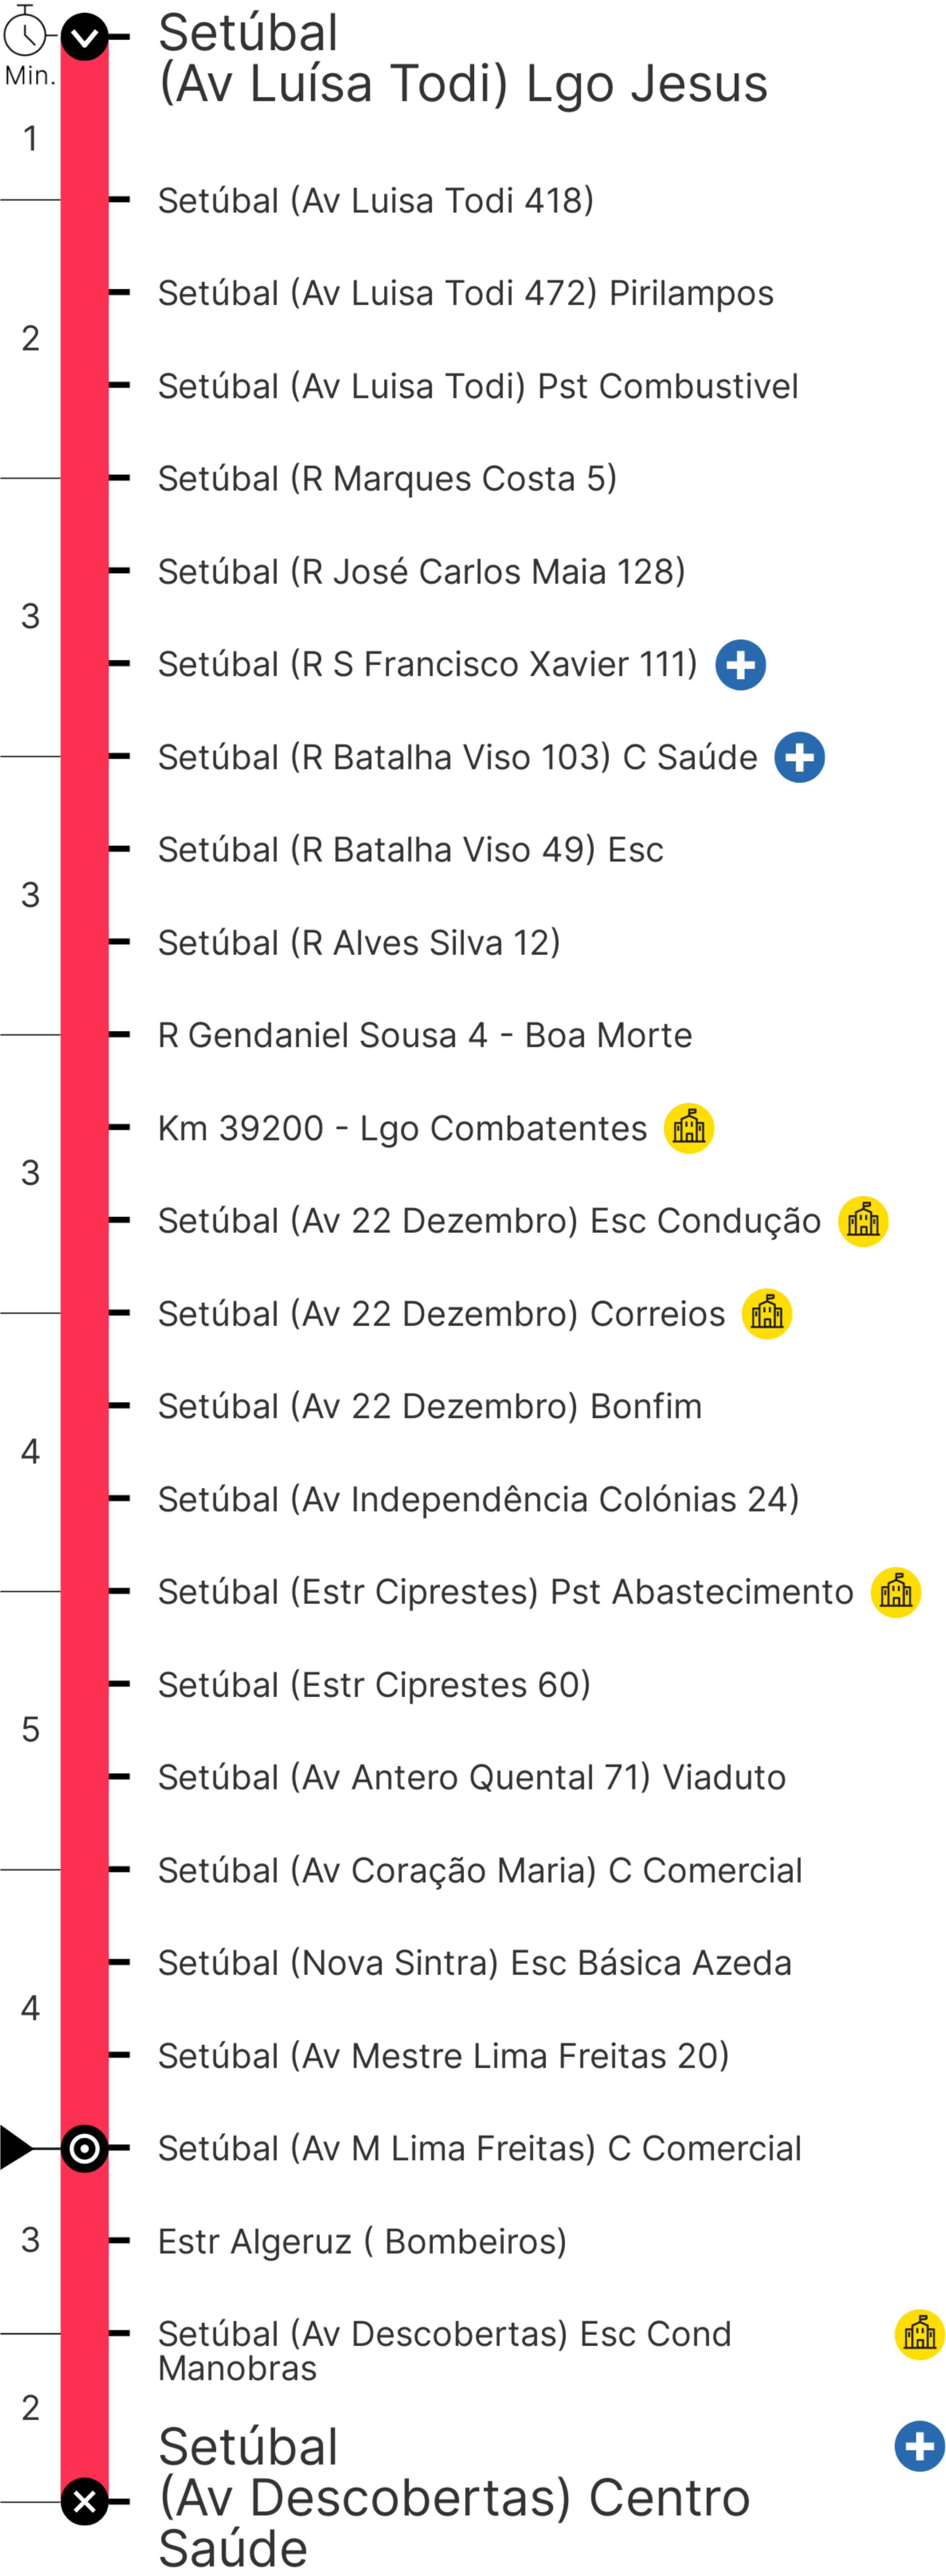 Min.
Setúbal
(Av Luísa Todi) Lgo Jesus
1
Setúbal (Av Luisa Todi 418)
Setúbal (Av Luisa Todi 472) Pirilampos
2
Setúbal (Av Luisa Todi) Pst Combustivel
Setúbal (R Marques Costa 5)
Setúbal (R José Carlos Maia 128)
3
Setúbal (R S Francisco Xavier 111)
Setúbal (R Batalha Viso 103) C Saúde
Setúbal (R Batalha Viso 49) Esc
3
Setúbal (R Alves Silva 12)
R Gendaniel Sousa 4 - Boa Morte
Km 39200 - Lgo Combatentes
3
Setúbal (Av 22 Dezembro) Esc Condução
Setúbal (Av 22 Dezembro) Correios
Setúbal (Av 22 Dezembro) Bonfim
4
Setúbal (Av Independência Colónias 24)
Setúbal (Estr Ciprestes) Pst Abastecimento
Setúbal (Estr Ciprestes 60)
5
Setúbal (Av Antero Quental 71) Viaduto
Setúbal (Av Coração Maria) C Comercial
Setúbal (Nova Sintra) Esc Básica Azeda
4
Setúbal (Av Mestre Lima Freitas 20)
Setúbal (Av M Lima Freitas) C Comercial
3
Estr Algeruz ( Bombeiros)
Setúbal (Av Descobertas) Esc Cond
Manobras
2
Setúbal
(Av Descobertas) Centro
Saúde